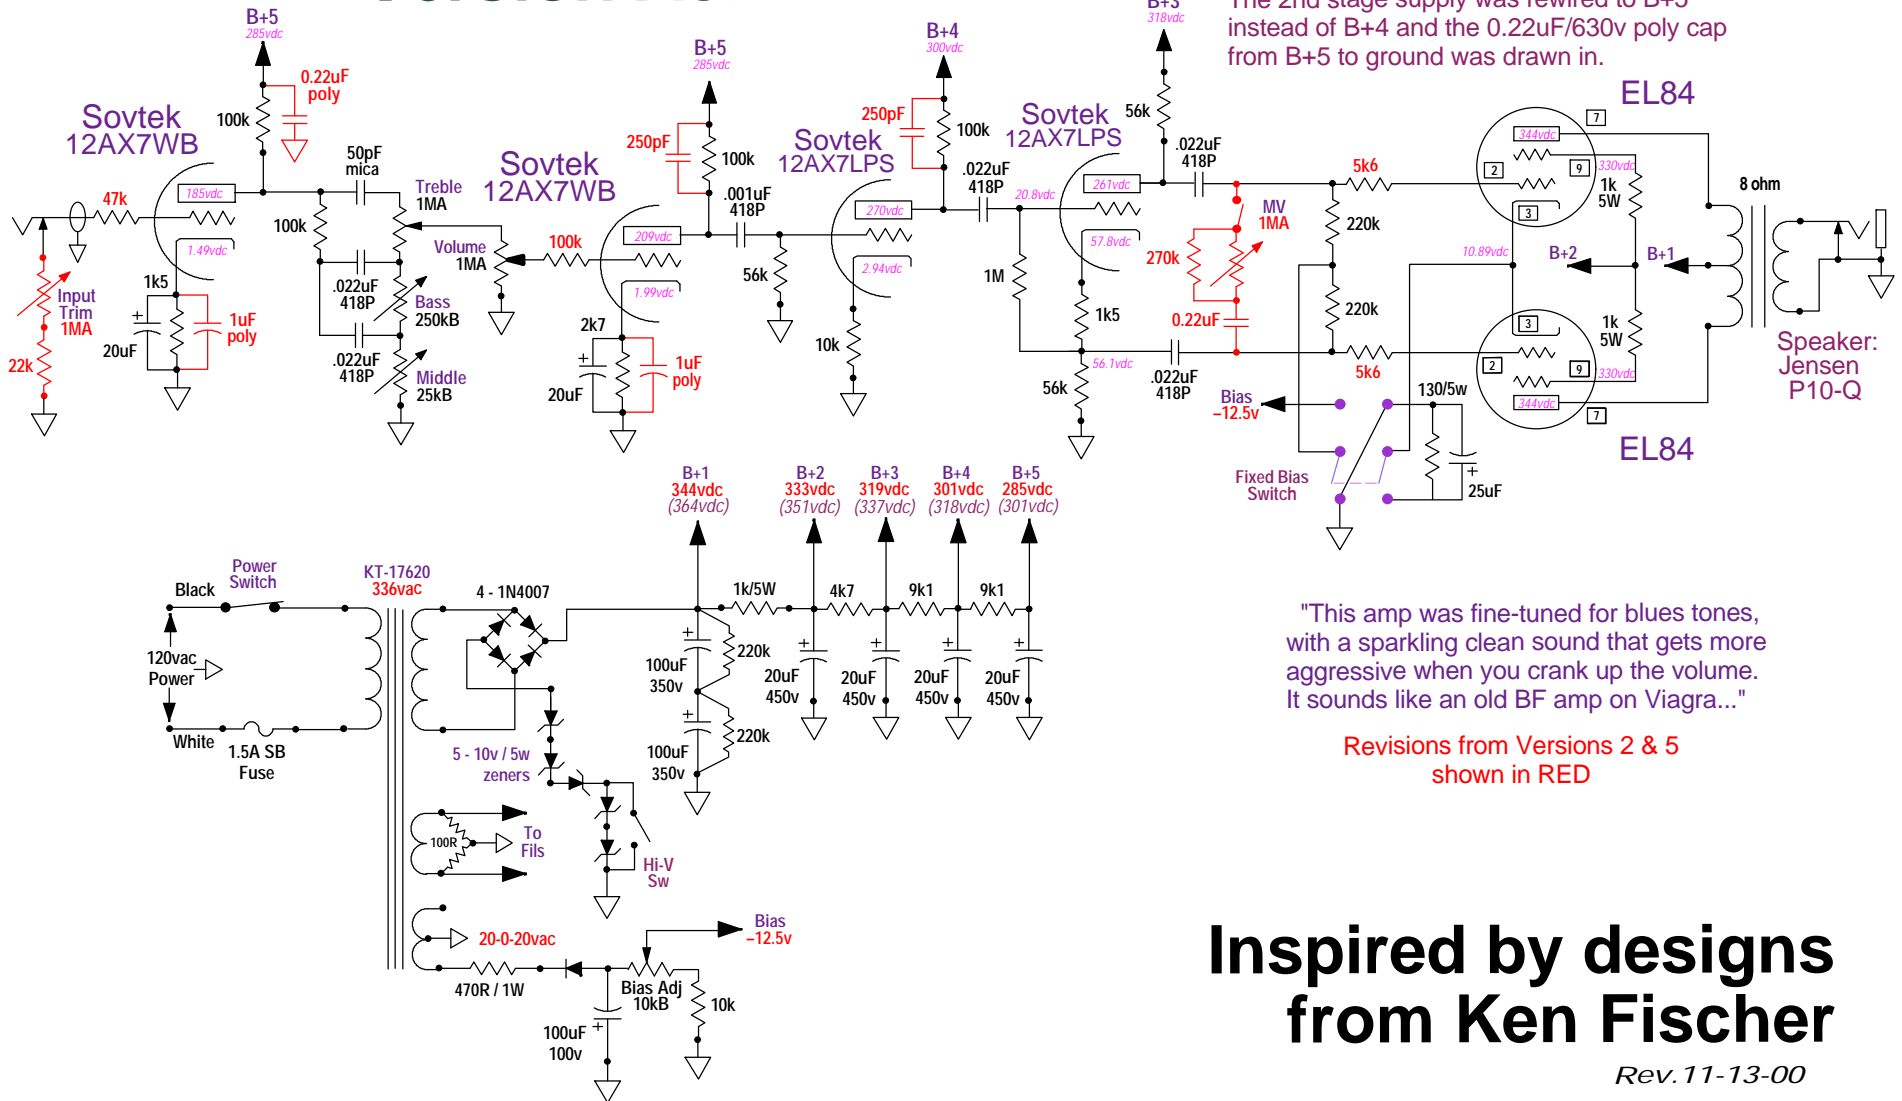 B+5
285vdc
0.22uF
poly
100k
Sovtek
12AX7WB
50pF
mica
185vdc
Treble
1MA
47k
100k
1.49vdc
1k5
.022uF
418P
Bass
250kB
Input
Trim
1MA
+
20uF
1uF
poly
22k
.022uF
418P
Middle
25kB
B+5
285vdc
250pF
100k
Sovtek
12AX7WB
.001uF
418P
Volume
1MA
100k
209vdc
1.99vdc
56k
2k7
+
20uF
1uF
poly
B+4
300vdc
250pF
100k
Sovtek
12AX7LPS
.022uF
418P
270vdc
2.94vdc
10k
1M
B+3
318vdc
56k
Sovtek
12AX7LPS
.022uF
418P
20.8vdc
261vdc
57.8vdc
1k5
56.1vdc
56k
.022uF
418P
The 2nd stage supply was rewired to B+5
instead of B+4 and the 0.22uF/630v poly cap
from B+5 to ground was drawn in.
MV
1MA
270k
0.22uF
5k6
220k
220k
5k6
EL84
7
344vdc
2
9
330vdc
3
1k
5W
10.89vdc
B+2
B+1
8 ohm
3
1k
5W
2
9
330vdc
344vdc
7
EL84
Speaker:
Jensen
P10-Q
Bias
–12.5v
130/5w
Fixed Bias
Switch
+
25uF
B+1
344vdc
(364vdc)
B+2
333vdc
(351vdc)
B+3
319vdc
(337vdc)
B+4
301vdc
(318vdc)
B+5
285vdc
(301vdc)
Black
Power
Switch
KT-17620
336vac
4 - 1N4007
1k/5W
4k7
9k1
9k1
120vac
Power
+
100uF
350v
220k
+
20uF
450v
+
20uF
450v
+
20uF
450v
+
20uF
450v
White
1.5A SB
Fuse
5 - 10v / 5w
zeners
+
100uF
350v
220k
100R
To
Fils
Hi-V
Sw
20-0-20vac
Bias
–12.5v
470R / 1W
Bias Adj
10kB
10k
100uF
100v
+
"This amp was fine-tuned for blues tones,
with a sparkling clean sound that gets more
aggressive when you crank up the volume.
It sounds like an old BF amp on Viagra..."
Revisions from Versions 2 & 5
shown in RED
Inspired by designs
from Ken Fischer
Rev.11-13-00